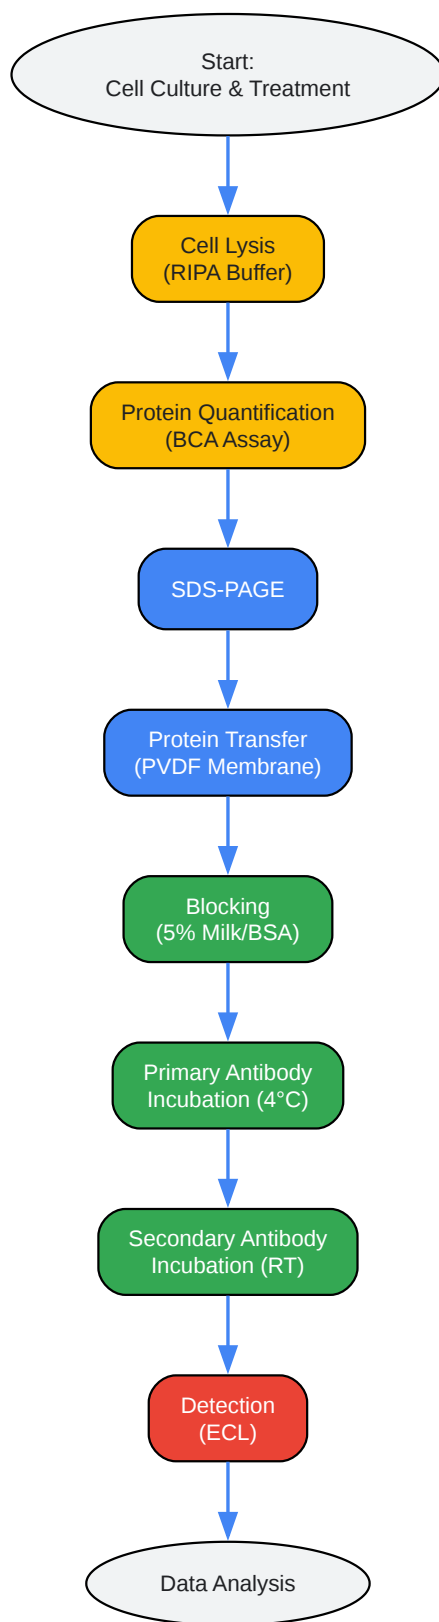 Start:
Cell Culture & Treatment
Cell Lysis
(RIPA Buffer)
Protein Quantification
(BCA Assay)
SDS-PAGE
Protein Transfer
(PVDF Membrane)
Blocking
(5% Milk/BSA)
Primary Antibody
Incubation (4°C)
Secondary Antibody
Incubation (RT)
Detection
(ECL)
Data Analysis